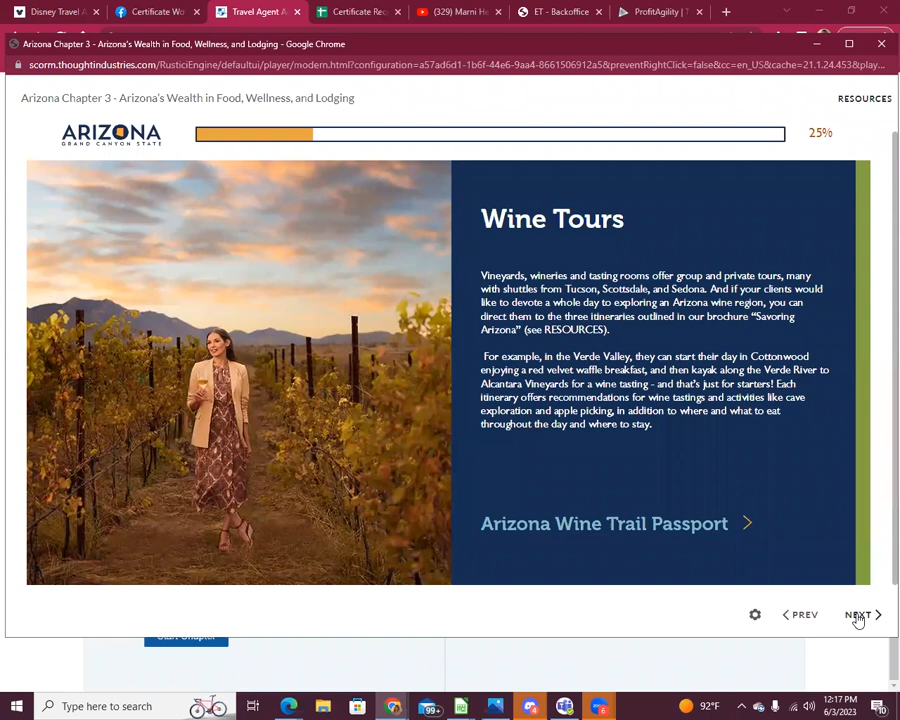 Disney Travel A
Certificate Wo
Travel Agent A
Certificate Rec
(329) Marni He
ET - Backoffice
ProfitAgility | T
Arizona Chapter 3 - Arizona's Wealth in Food, Wellness, and Lodging - Google Chrome
scorm.thoughtindustries.com/RusticiEngine/defaultui/player/modern.html?configuration=a57ad6d1-1b6f-44e6-9aa4-8661506912a5&preventRightClick=false&cc=en_US&cache=21.1.24.453&play...
Arizona Chapter 3 - Arizona's Wealth in Food, Wellness, and Lodging
RESOURCES
ARIZONA
GRAND CANYON STATE
25%
Wine Tours
Vineyards, wineries and tasting rooms offer group and private tours, many
with shuttles from Tucson, Scottsdale, and Sedona. And if your clients would
like to devote a whole day to exploring an Arizona wine region, you can
direct them to the three itineraries outlined in our brochure “Savoring
Arizona” (see RESOURCES).
For example, in the Verde Valley, they can start their day in Cottonwood
enjoying a red velvet waffle breakfast, and then kayak along the Verde River to
Alcantara Vineyards for a wine tasting - and that's just for starters! Each
itinerary offers recommendations for wine tastings and activities like cave
exploration and apple picking, in addition to where and what to eat
throughout the day and where to stay.
Arizona Wine Trail Passport
PREV
NEXT
Start Chapter
Type here to search
99+
4
6
92°F
12:17 PM
6/3/2023
10